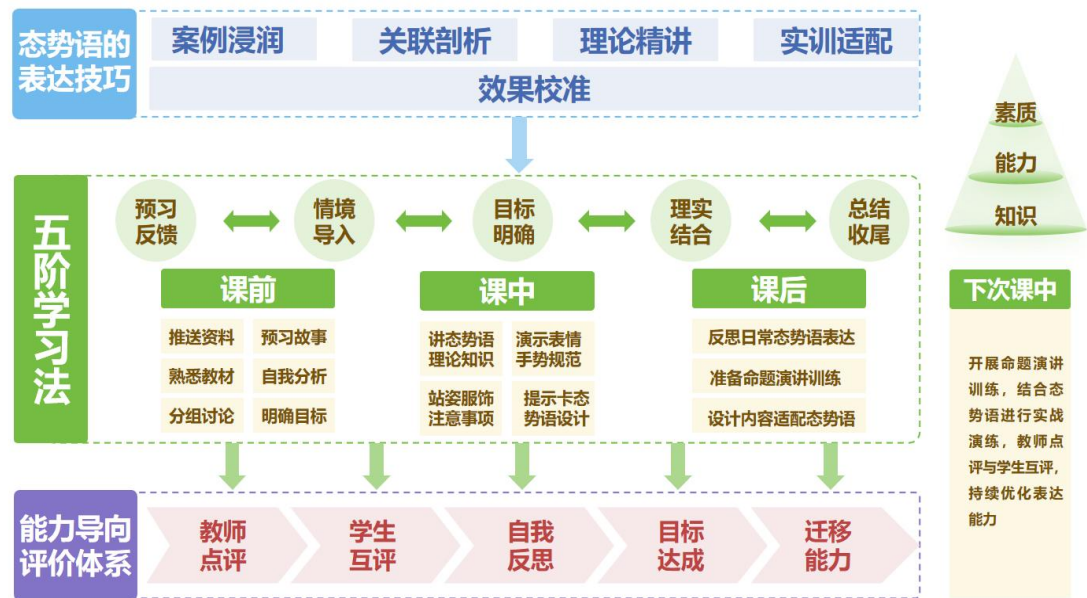 态势语的
表达技巧
案例浸润
关联剖析
理论精讲
实训适配
效果校准
五阶学习法
预习
反馈
情境
导入
目标
明确
理实
结合
总结
收尾
课前
推送资料
预习故事
熟悉教材
自我分析
分组讨论
明确目标
课中
讲态势语
理论知识
演示表情
手势规范
站姿服饰
注意事项
提示卡态
势语设计
课后
反思日常态势语表达
准备命题演讲训练
设计内容适配态势语
能力导向
评价体系
教师
点评
学生
互评
自我
反思
目标
达成
迁移
能力
素质
能力
知识
下次课中
开展命题演讲
训练，结合态
势语进行实战
演练，教师点
评与学生互评，
持续优化表达
能力